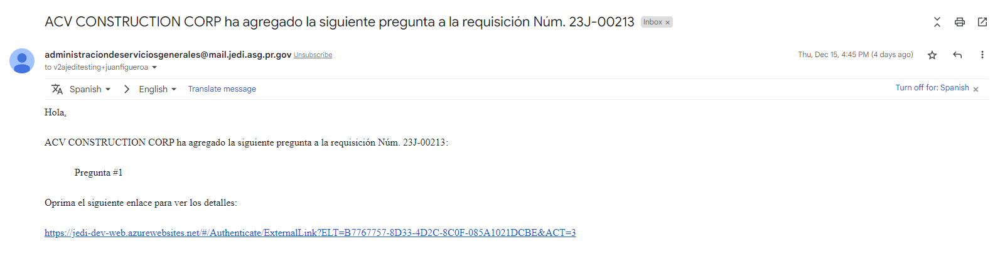 ACV CONSTRUCTION CORP ha agregado la siguiente pregunta a la requisición Núm. 23J-00213 Inbox ×
administraciondeserviciosgenerales@mail.jedi.asg.pr.gov Unsubscribe Thu, Dec 15, 4:45 PM (4 days ago)
to v2ajeditesting+juanfigueroa
Spanish > English Translate message Turn off for: Spanish ×
Hola,
ACV CONSTRUCTION CORP ha agregado la siguiente pregunta a la requisición Núm. 23J-00213:
Pregunta #1
Oprima el siguiente enlace para ver los detalles:
https://jedi-dev-web.azurewebsites.net/#/Authenticate/ExternalLink?ELT=B7767757-8D33-4D2C-8C0F-085A1021DCBE&ACT=3